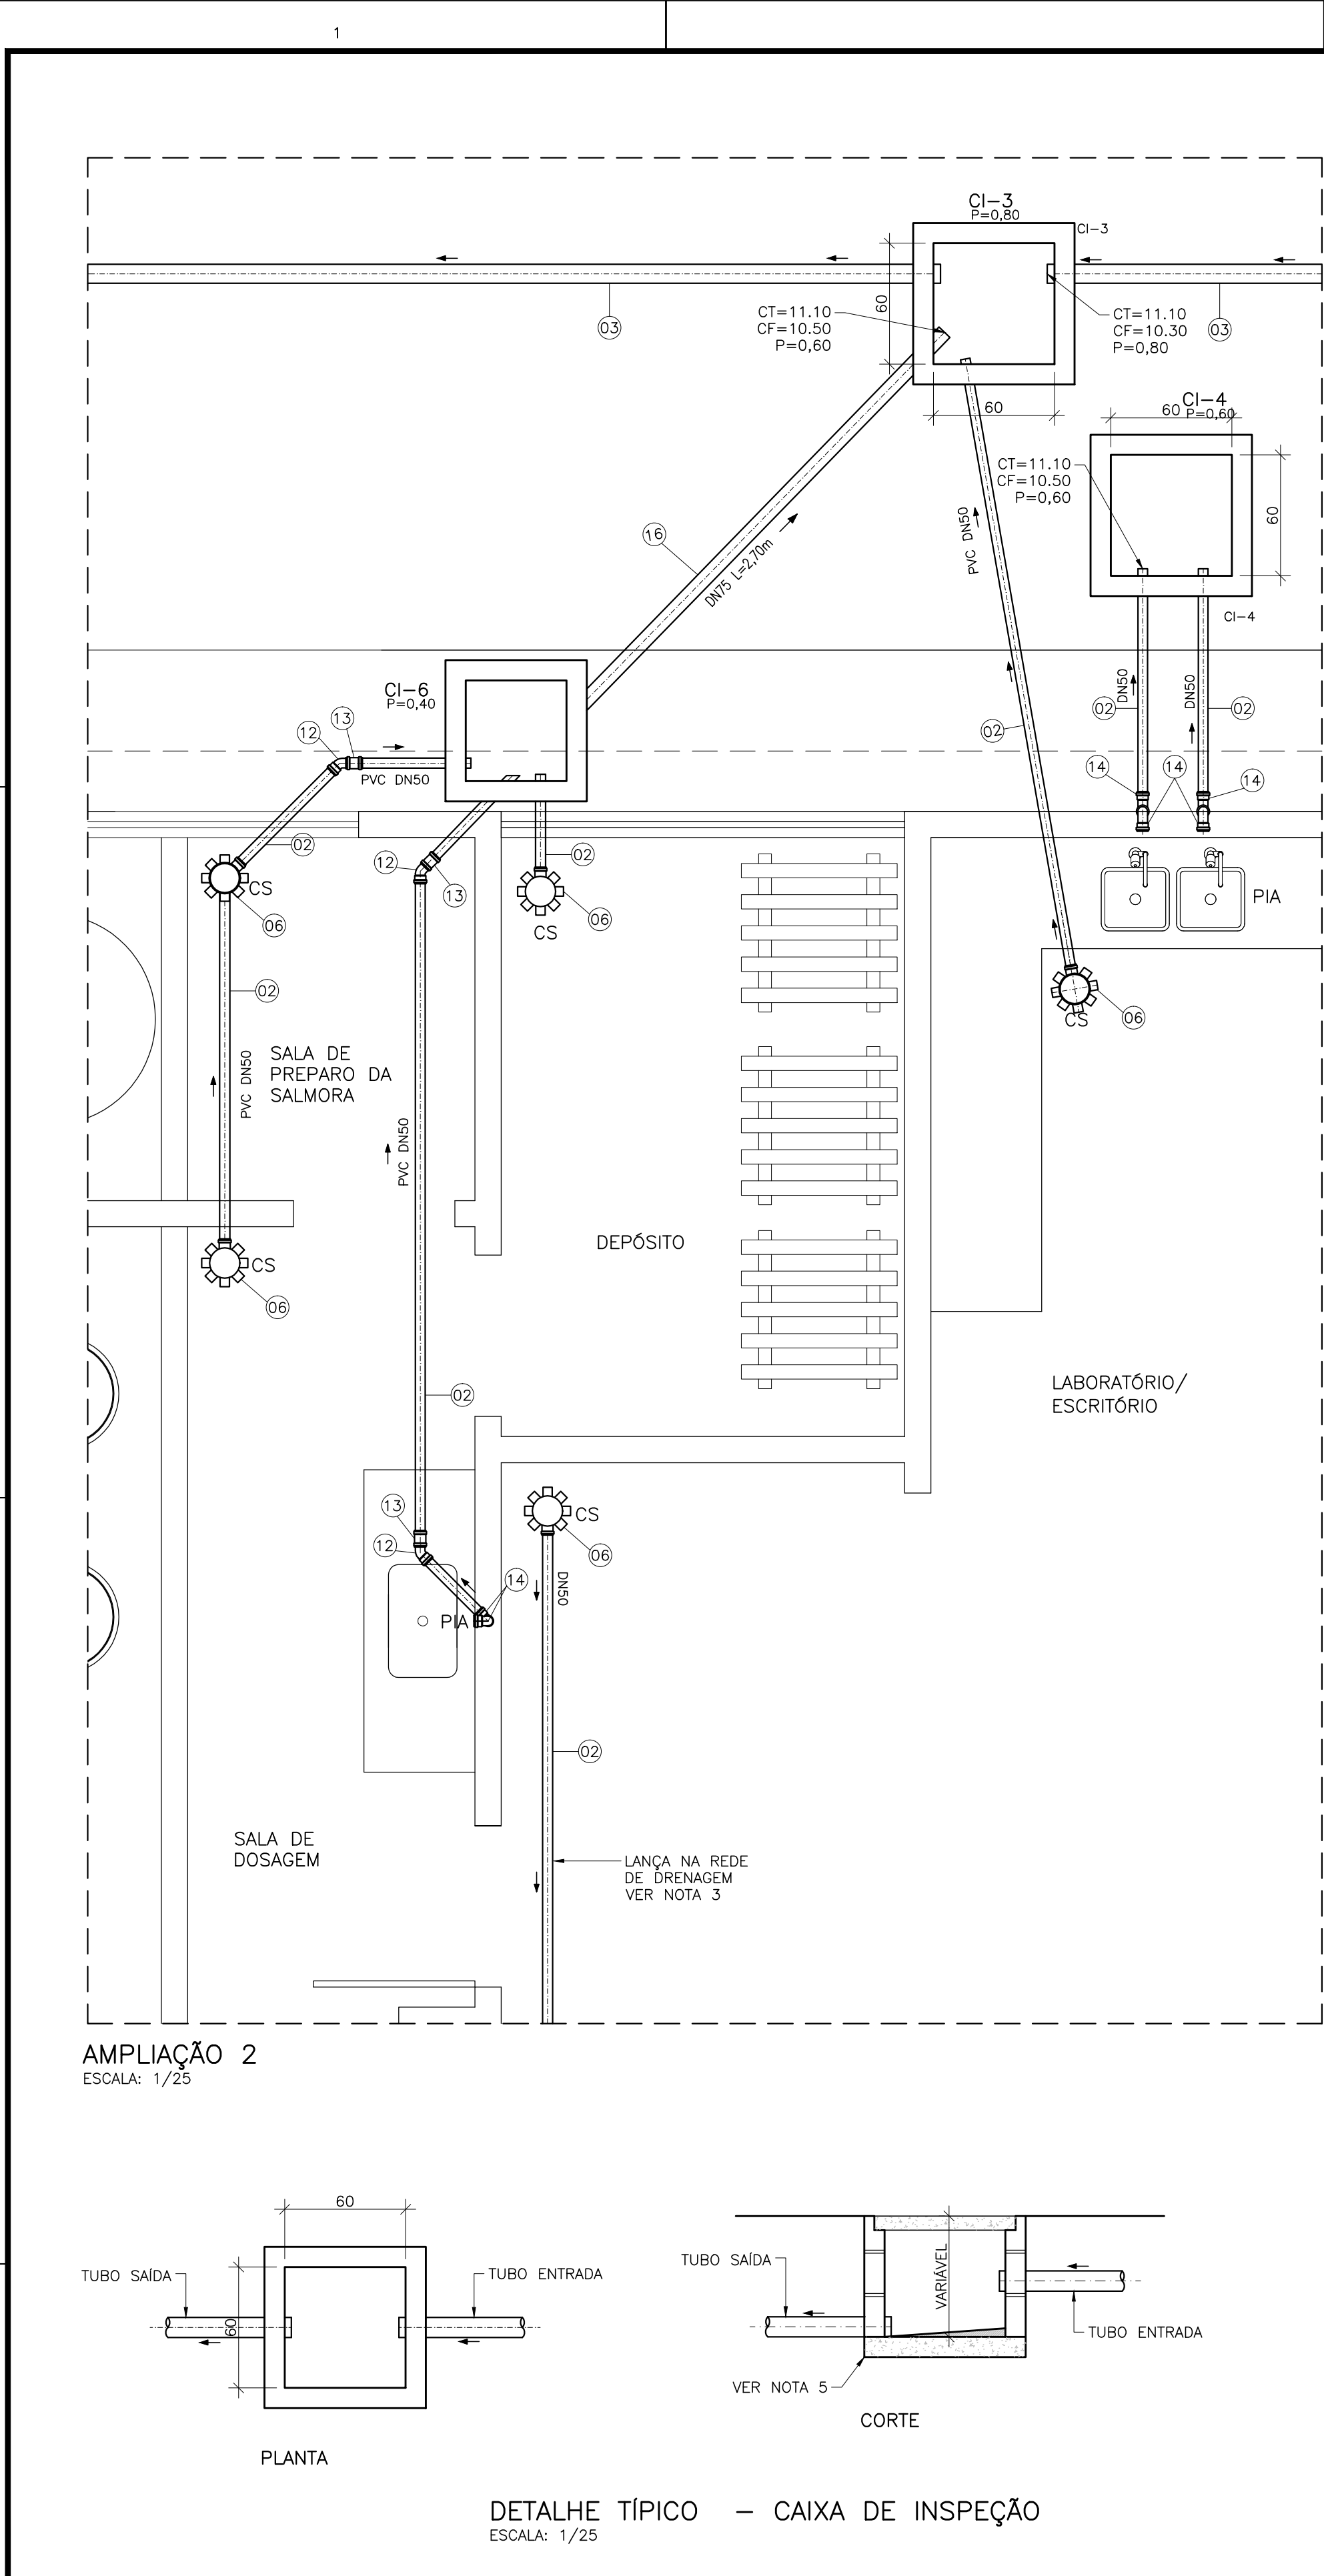 1
CI-3
P=0,80
CI-3
60
03
CT=11.10
CF=10.50
P=0,60
CT=11.10
CF=10.30
P=0,80
03
60
CI-4
60 P=0,60
CT=11.10
CF=10.50
P=0,60
60
16
DN75 L=2,70m
PVC DN50
CI-4
CI-6
P=0,40
DN50
DN50
02
02
13
12
02
PVC DN50
14
14
14
02
02
12
13
CS
CS
06
06
PIA
02
CS
06
SALA DE
PREPARO DA
SALMORA
PVC DN50
PVC DN50
DEPÓSITO
CS
06
02
LABORATÓRIO/
ESCRITÓRIO
13
CS
12
06
DN50
14
PIA
02
SALA DE
DOSAGEM
LANÇA NA REDE
DE DRENAGEM
VER NOTA 3
AMPLIAÇÃO 2
ESCALA: 1/25
60
TUBO SAÍDA
TUBO ENTRADA
60
PLANTA
TUBO SAÍDA
VARIÁVEL
TUBO ENTRADA
VER NOTA 5
CORTE
DETALHE TÍPICO - CAIXA DE INSPEÇÃO
ESCALA: 1/25